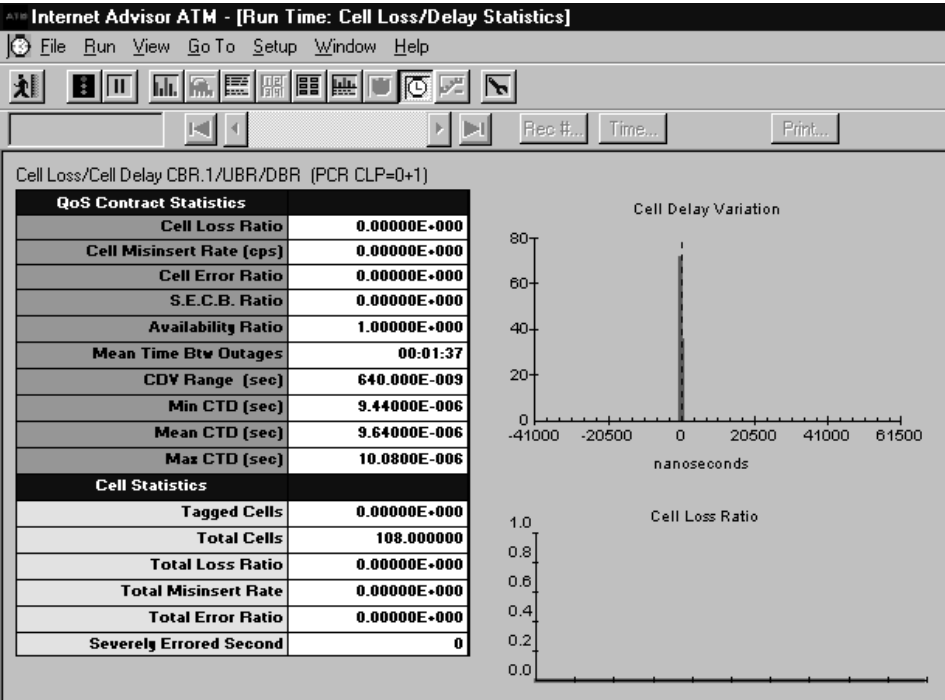 Internet Advisor ATM - [Run Time: Cell Loss/Delay Statistics]
File Run View Go To Setup Window Help
Rec #... Time... Print...
Cell Loss/Cell Delay CBR.1/UBR/DBR (PCR CLP=0+1)
QoS Contract Statistics
Cell Loss Ratio 0.00000E+000
Cell Misinsert Rate (cps) 0.00000E+000
Cell Error Ratio 0.00000E+000
S.E.C.B. Ratio 0.00000E+000
Availability Ratio 1.00000E+000
Mean Time Btw Outages 00:01:37
CDV Range (sec) 640.000E-009
Min CTD (sec) 9.44000E-006
Mean CTD (sec) 9.64000E-006
Max CTD (sec) 10.0800E-006
Cell Statistics
Tagged Cells 0.00000E+000
Total Cells 108.000000
Total Loss Ratio 0.00000E+000
Total Misinsert Rate 0.00000E+000
Total Error Ratio 0.00000E+000
Severely Errored Second 0
Cell Delay Variation
80
60
40
20
0
-41000 -20500 0 20500 41000 61500
nanoseconds
Cell Loss Ratio
1.0
0.8
0.6
0.4
0.2
0.0